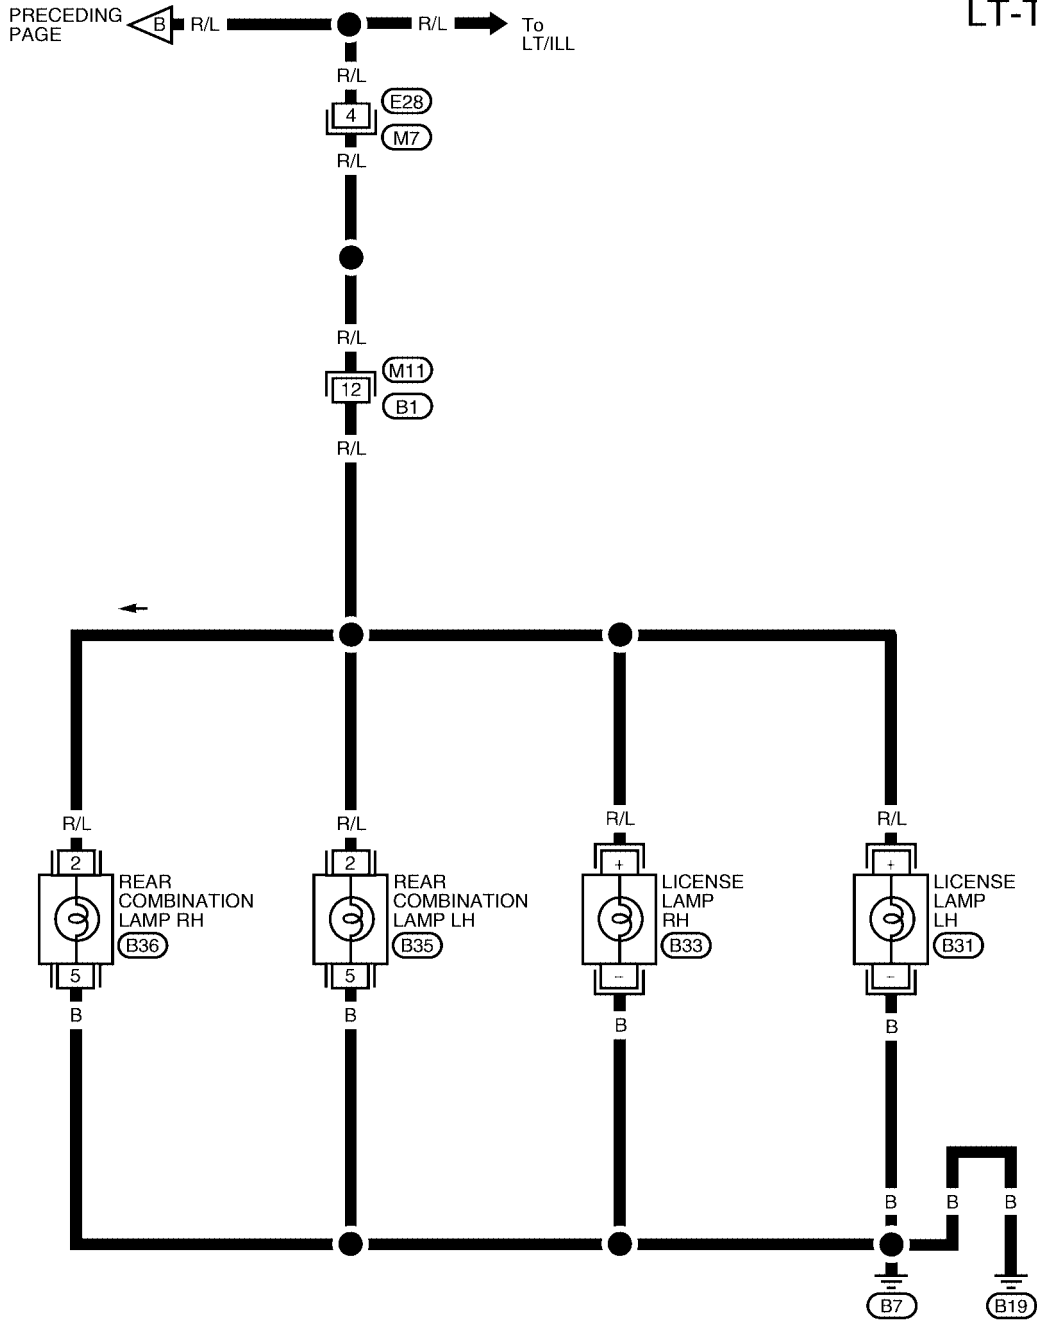 PRECEDING
PAGE
B
R/L
R/L
To
LT/ILL
LT-T
R/L
4
E28
M7
R/L
R/L
M11
12
B1
R/L
R/L
R/L
R/L
R/L
2
REAR
COMBINATION
LAMP RH
B36
5
2
REAR
COMBINATION
LAMP LH
B35
5
+
LICENSE
LAMP
RH
B33
-
+
LICENSE
LAMP
LH
B31
-
B
B
B
B
B
B
B
B7
B19